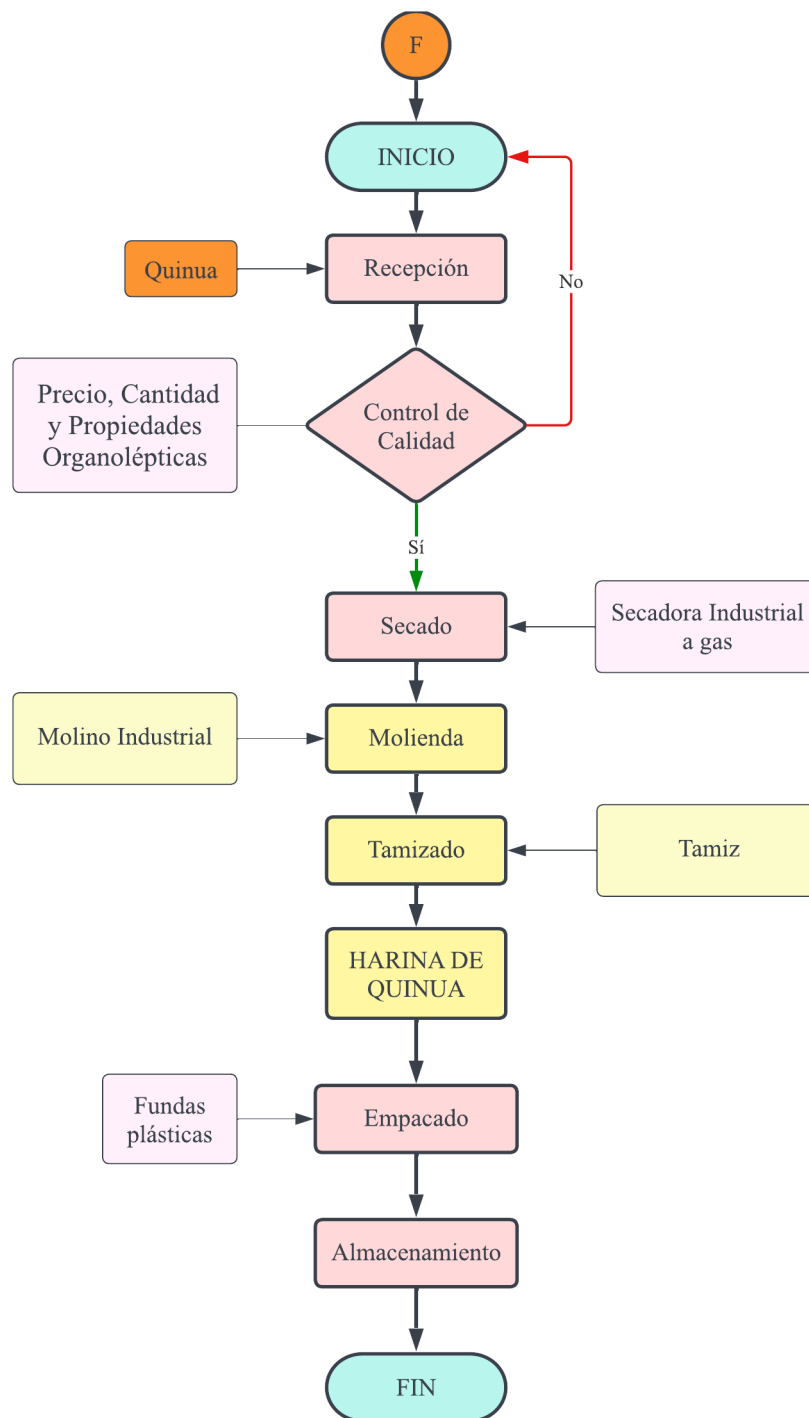 F
INICIO
Quinua
Recepción
No
Precio, Cantidad
y Propiedades
Organolépticas
Control de
Calidad
Sí
Secado
Secadora Industrial
a gas
Molino Industrial
Molienda
Tamizado
Tamiz
HARINA DE
QUINUA
Fundas
plásticas
Empacado
Almacenamiento
FIN